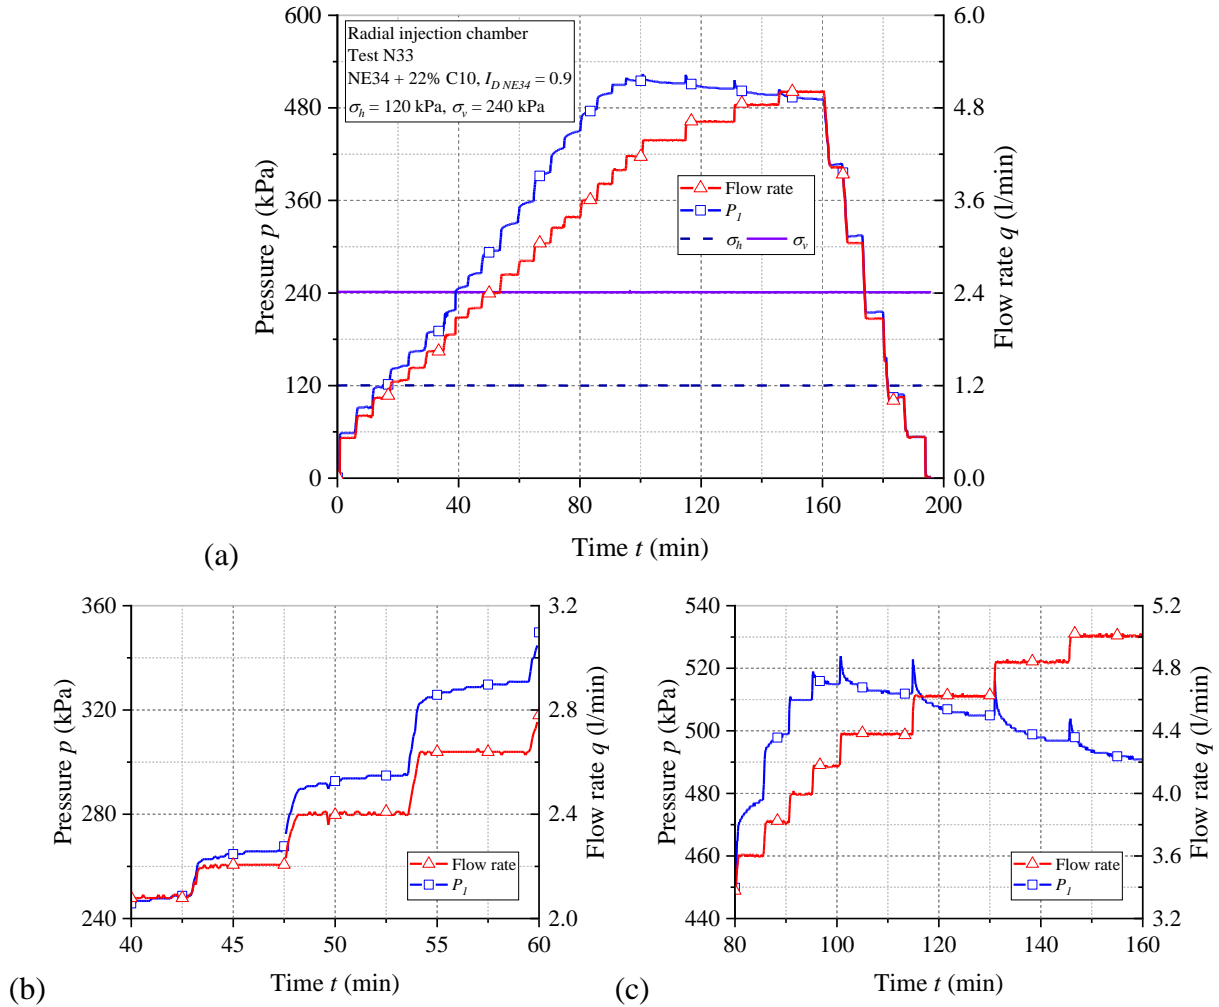 600
480
360
240
120
0
Pressure p (kPa)
Radial injection chamber
Test N33
NE34 + 22% C10, I_D NE34 = 0.9
σ_h = 120 kPa, σ_v = 240 kPa
Flow rate
P_1
σ_h σ_v
6.0
4.8
3.6
2.4
1.2
0.0
Flow rate q (l/min)
0 40 80 120 160 200
Time t (min)
(a)
360
320
280
240
Pressure p (kPa)
Flow rate
P_1
3.2
2.8
2.4
2.0
Flow rate q (l/min)
40 45 50 55 60
Time t (min)
(b)
540
520
500
480
460
440
Pressure p (kPa)
Flow rate
P_1
5.2
4.8
4.4
4.0
3.6
3.2
Flow rate q (l/min)
80 100 120 140 160
Time t (min)
(c)